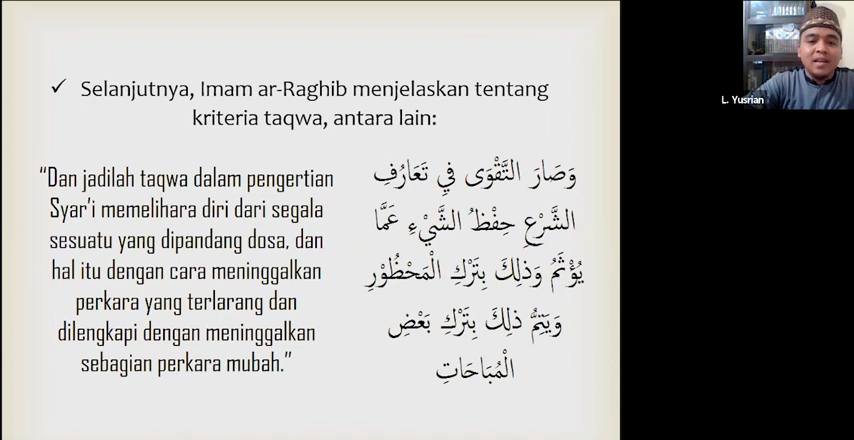 ✓ Selanjutnya, Imam ar-Raghib menjelaskan tentang
kriteria taqwa, antara lain:
“Dan jadilah taqwa dalam pengertian
Syar’i memelihara diri dari segala
sesuatu yang dipandang dosa, dan
hal itu dengan cara meninggalkan
perkara yang terlarang dan
dilengkapi dengan meninggalkan
sebagian perkara mubah.”
وَصَارَ التَّقْوَى فِي تَعَارُفِ
الشَّرْعِ حِفْظُ الشَّيْءِ عَمَّا
يُؤْثَمُ وَذٰلِكَ بِتَرْكِ الْمَحْظُوْرِ
وَيَتِمُّ ذٰلِكَ بِتَرْكِ بَعْضِ
الْمُبَاحَاتِ
L. Yusrian